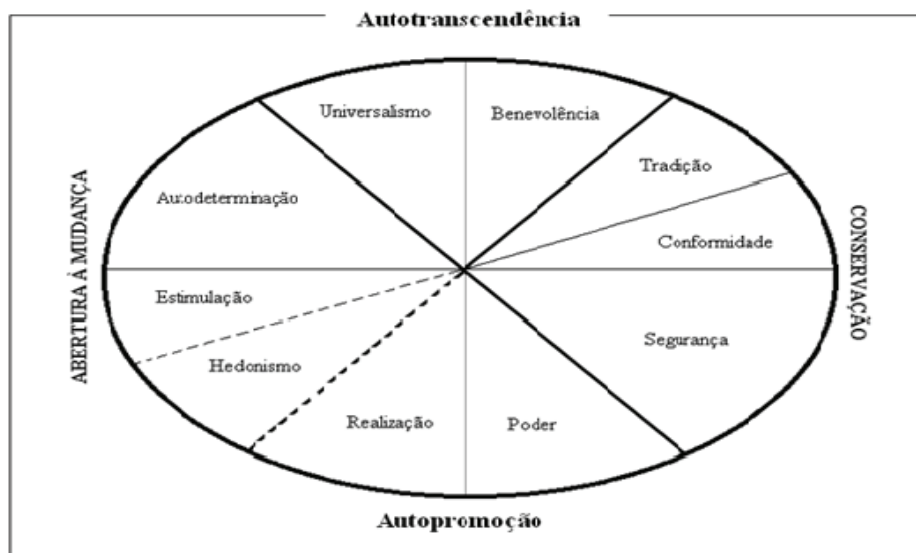 Autotranscendência
Universalismo
Benevolência
Tradição
Autodeterminação
Conformidade
ABERTURA À MUDANÇA
CONSERVAÇÃO
Estimulação
Segurança
Hedonismo
Realização
Poder
Autopromoção